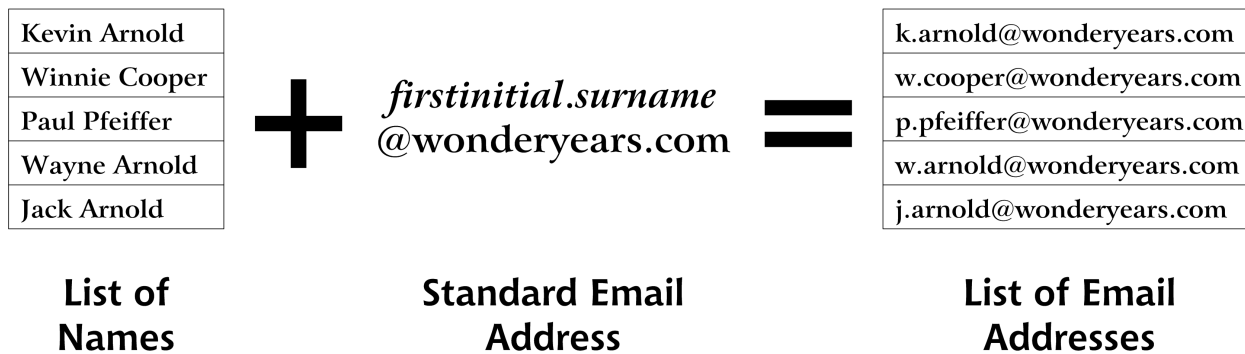 Kevin Arnold
Winnie Cooper
Paul Pfeiffer
Wayne Arnold
Jack Arnold
+
firstinitial.surname
@wonderyears.com
=
k.arnold@wonderyears.com
w.cooper@wonderyears.com
p.pfeiffer@wonderyears.com
w.arnold@wonderyears.com
j.arnold@wonderyears.com
List of
Names
Standard Email
Address
List of Email
Addresses